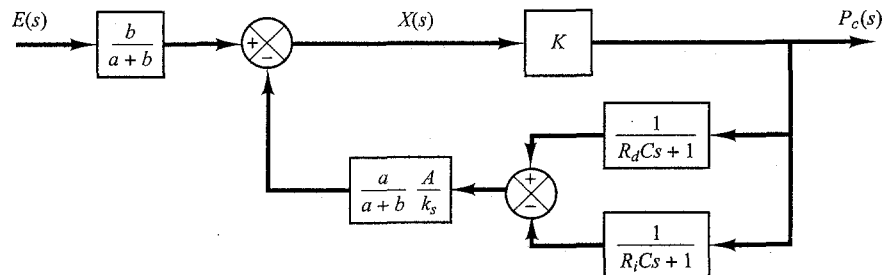 E(s)
b
a + b
+
−
X(s)
K
P_c(s)
1
R_dCs + 1
a
a + b
A
k_s
+
−
1
R_iCs + 1